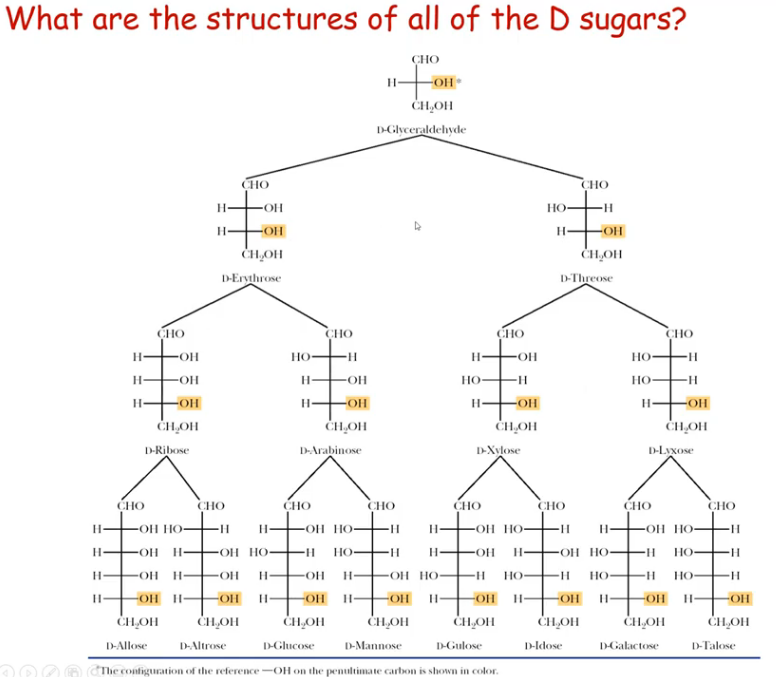 What are the structures of all of the D sugars?
CHO
H OH*
CH₂OH
D-Glyceraldehyde
CHO CHO
H OH HO H
H OH H OH
CH₂OH CH₂OH
D-Erythrose D-Threose
CHO CHO CHO CHO
H OH HO H H OH HO H
H OH H OH HO H HO H
H OH H OH H OH H OH
CH₂OH CH₂OH CH₂OH CH₂OH
D-Ribose D-Arabinose D-Xylose D-Lyxose
CHO CHO CHO CHO CHO CHO CHO CHO
H OH HO H H OH HO H H OH HO H H OH HO H
H OH H OH HO H HO H H OH H OH HO H HO H
H OH H OH H OH H OH HO H HO H HO H HO H
H OH H OH H OH H OH H OH H OH H OH H OH
CH₂OH CH₂OH CH₂OH CH₂OH CH₂OH CH₂OH CH₂OH CH₂OH
D-Allose D-Altrose D-Glucose D-Mannose D-Gulose D-Idose D-Galactose D-Talose
*The configuration of the reference —OH on the penultimate carbon is shown in color.